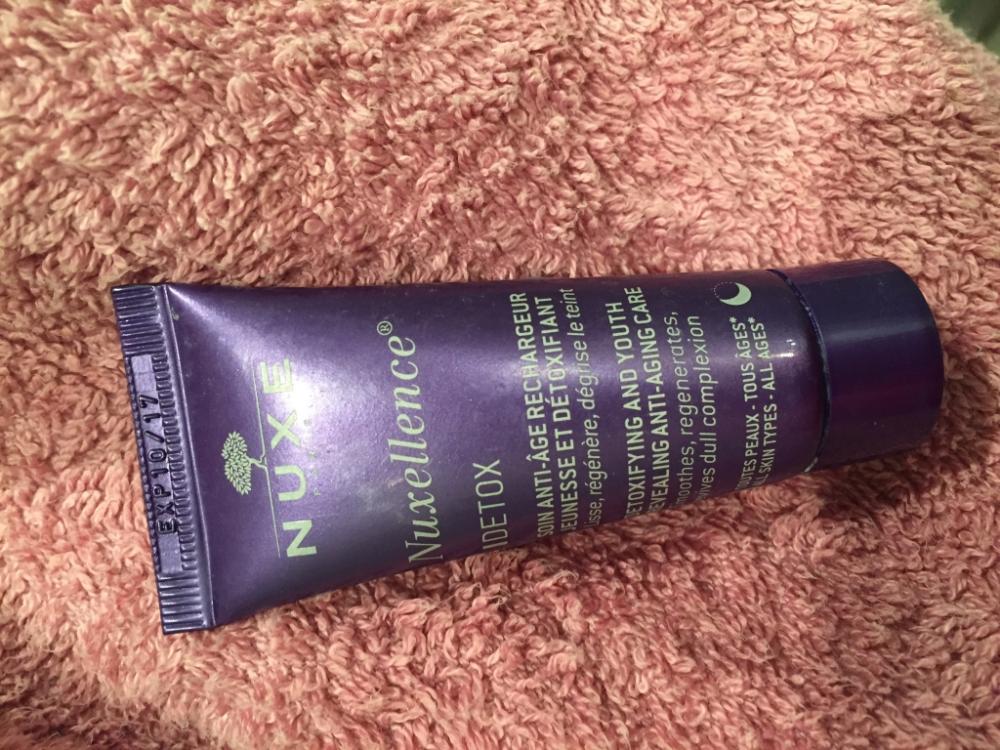 EXP 10/17
NUXE
Nuxellence®
DETOX
SOIN ANTI-ÂGE RECHARGEUR
JEUNESSE ET DÉTOXIFIANT
lisse, régénère, dégrise le teint
DETOXIFYING AND YOUTH
REVEALING ANTI-AGING CARE
smoothes, regenerates,
revives dull complexion
TOUTES PEAUX - TOUS ÂGES*
ALL SKIN TYPES - ALL AGES*